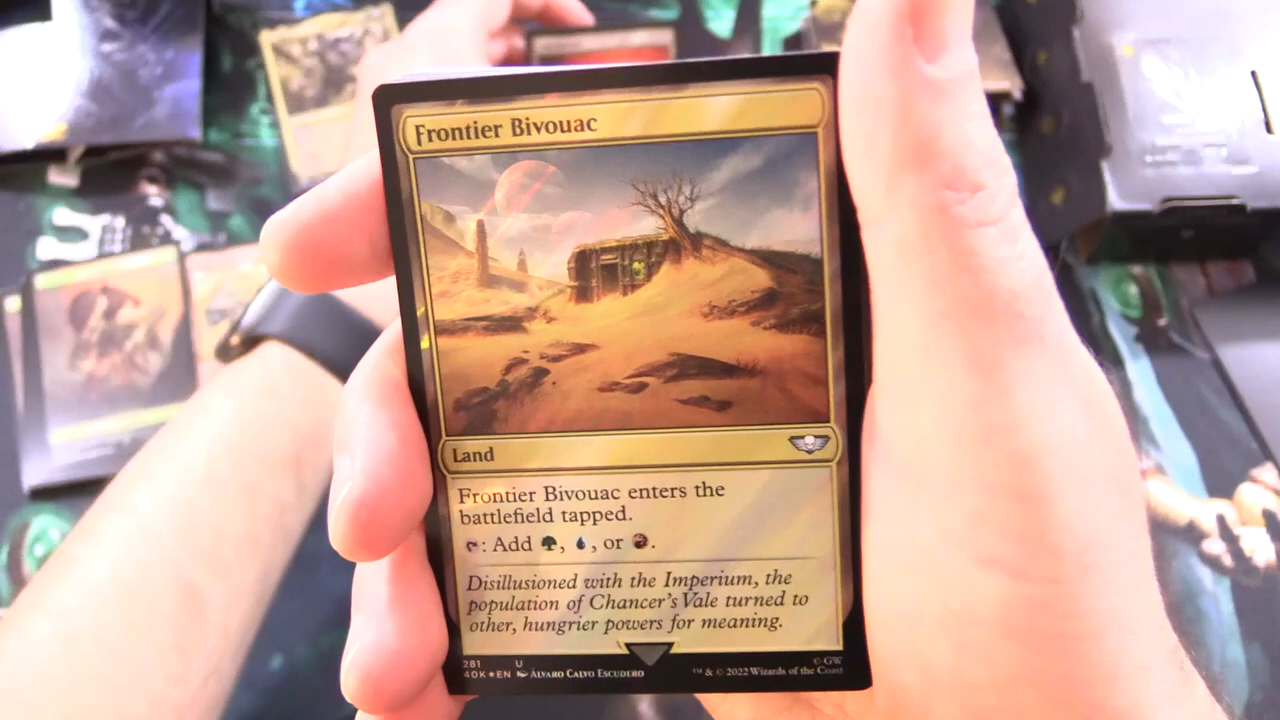 Frontier Bivouac
Land
Frontier Bivouac enters the
battlefield tapped.
: Add , , or .
Disillusioned with the Imperium, the
population of Chancer's Vale turned to
other, hungrier powers for meaning.
281 U © GW
40K★EN ALVARO CALVO ESCUDERO ™ & © 2022 Wizards of the Coast